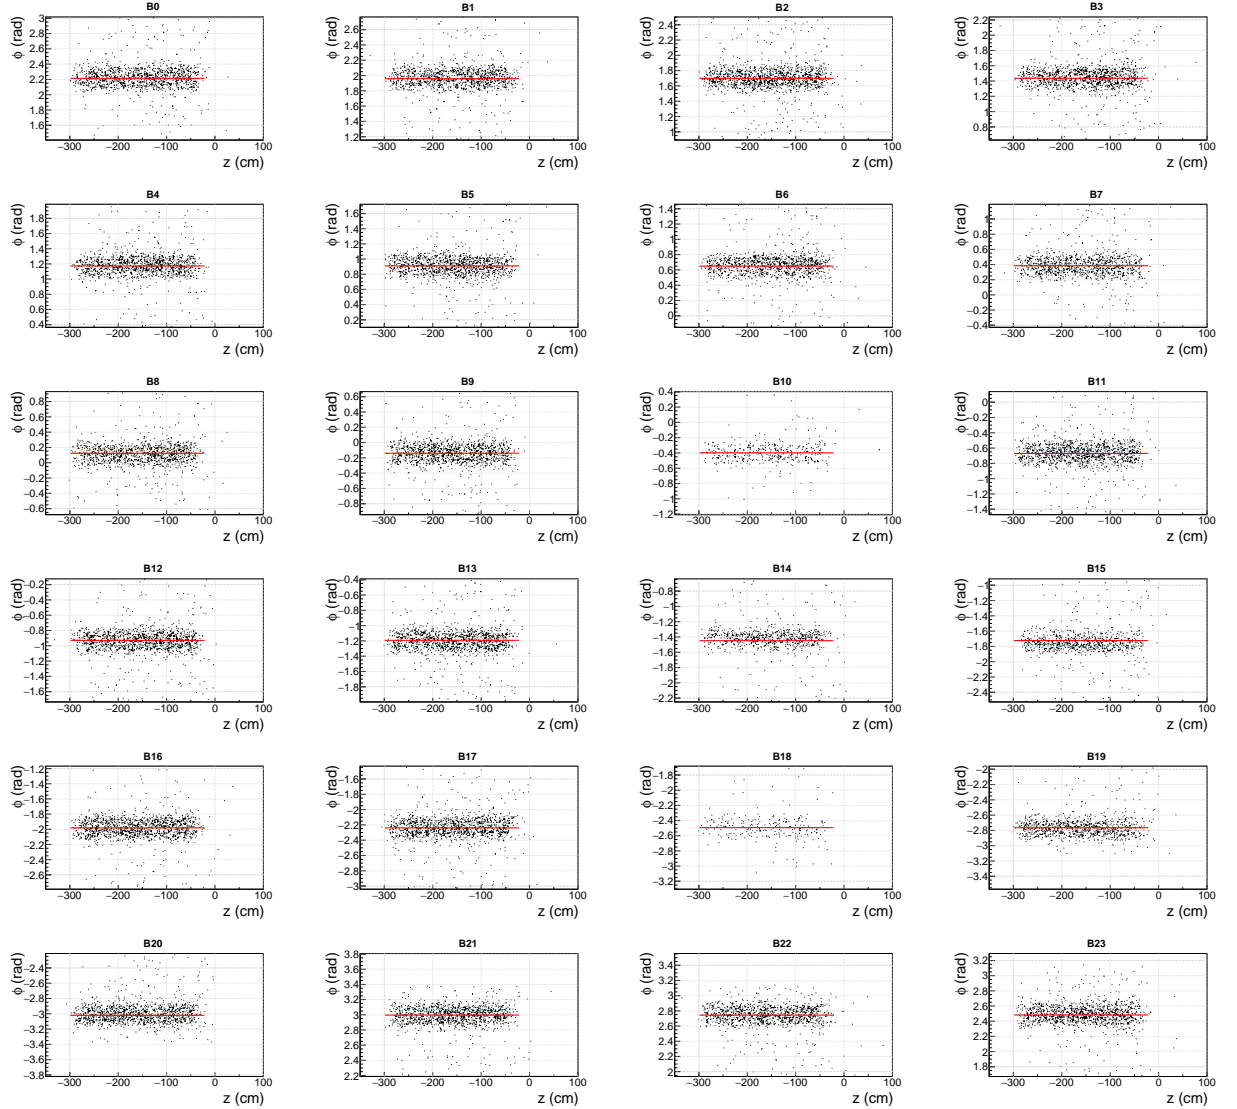 B0
φ (rad)
3 2.8 2.6 2.4 2.2 2 1.8 1.6
−300 −200 −100 0 100
z (cm)
B1
φ (rad)
2.6 2.4 2.2 2 1.8 1.6 1.4 1.2
−300 −200 −100 0 100
z (cm)
B2
φ (rad)
2.4 2.2 2 1.8 1.6 1.4 1.2 1
−300 −200 −100 0 100
z (cm)
B3
φ (rad)
2.2 2 1.8 1.6 1.4 1.2 1 0.8
−300 −200 −100 0 100
z (cm)
B4
φ (rad)
1.8 1.6 1.4 1.2 1 0.8 0.6 0.4
−300 −200 −100 0 100
z (cm)
B5
φ (rad)
1.6 1.4 1.2 1 0.8 0.6 0.4 0.2
−300 −200 −100 0 100
z (cm)
B6
φ (rad)
1.4 1.2 1 0.8 0.6 0.4 0.2 0
−300 −200 −100 0 100
z (cm)
B7
φ (rad)
1 0.8 0.6 0.4 0.2 0 −0.2 −0.4
−300 −200 −100 0 100
z (cm)
B8
φ (rad)
0.8 0.6 0.4 0.2 0 −0.2 −0.4 −0.6
−300 −200 −100 0 100
z (cm)
B9
φ (rad)
0.6 0.4 0.2 0 −0.2 −0.4 −0.6 −0.8
−300 −200 −100 0 100
z (cm)
B10
φ (rad)
0.4 0.2 0 −0.2 −0.4 −0.6 −0.8 −1 −1.2
−300 −200 −100 0 100
z (cm)
B11
φ (rad)
0 −0.2 −0.4 −0.6 −0.8 −1 −1.2 −1.4
−300 −200 −100 0 100
z (cm)
B12
φ (rad)
−0.2 −0.4 −0.6 −0.8 −1 −1.2 −1.4 −1.6
−300 −200 −100 0 100
z (cm)
B13
φ (rad)
−0.4 −0.6 −0.8 −1 −1.2 −1.4 −1.6 −1.8
−300 −200 −100 0 100
z (cm)
B14
φ (rad)
−0.8 −1 −1.2 −1.4 −1.6 −1.8 −2 −2.2
−300 −200 −100 0 100
z (cm)
B15
φ (rad)
−1 −1.2 −1.4 −1.6 −1.8 −2 −2.2 −2.4
−300 −200 −100 0 100
z (cm)
B16
φ (rad)
−1.2 −1.4 −1.6 −1.8 −2 −2.2 −2.4 −2.6
−300 −200 −100 0 100
z (cm)
B17
φ (rad)
−1.6 −1.8 −2 −2.2 −2.4 −2.6 −2.8 −3
−300 −200 −100 0 100
z (cm)
B18
φ (rad)
−1.8 −2 −2.2 −2.4 −2.6 −2.8 −3 −3.2
−300 −200 −100 0 100
z (cm)
B19
φ (rad)
−2 −2.2 −2.4 −2.6 −2.8 −3 −3.2 −3.4
−300 −200 −100 0 100
z (cm)
B20
φ (rad)
−2.4 −2.6 −2.8 −3 −3.2 −3.4 −3.6 −3.8
−300 −200 −100 0 100
z (cm)
B21
φ (rad)
3.8 3.6 3.4 3.2 3 2.8 2.6 2.4 2.2
−300 −200 −100 0 100
z (cm)
B22
φ (rad)
3.4 3.2 3 2.8 2.6 2.4 2.2 2
−300 −200 −100 0 100
z (cm)
B23
φ (rad)
3.2 3 2.8 2.6 2.4 2.2 2 1.8
−300 −200 −100 0 100
z (cm)